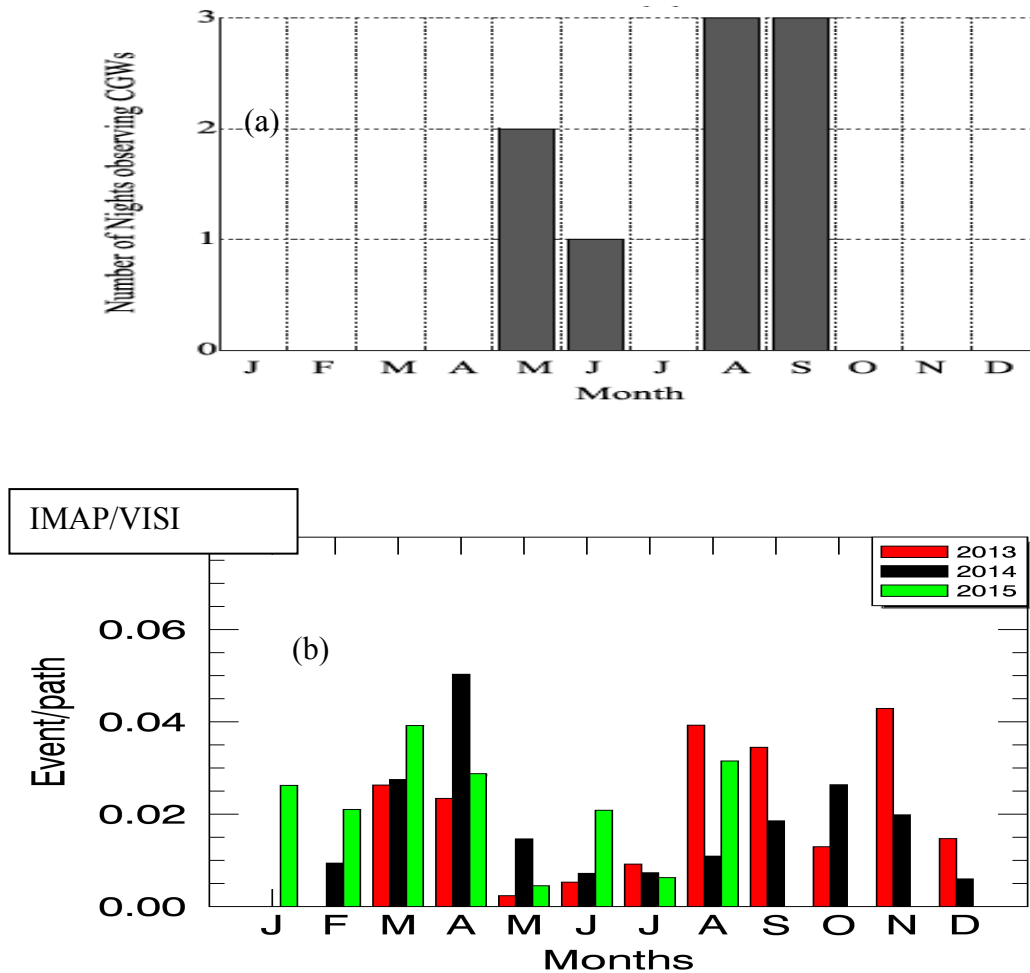 Number of Nights observing CGWs
3
2
1
0
(a)
J F M A M J J A S O N D
Month
IMAP/VISI
2013
2014
2015
Event/path
0.06
0.04
0.02
0.00
(b)
J F M A M J J A S O N D
Months